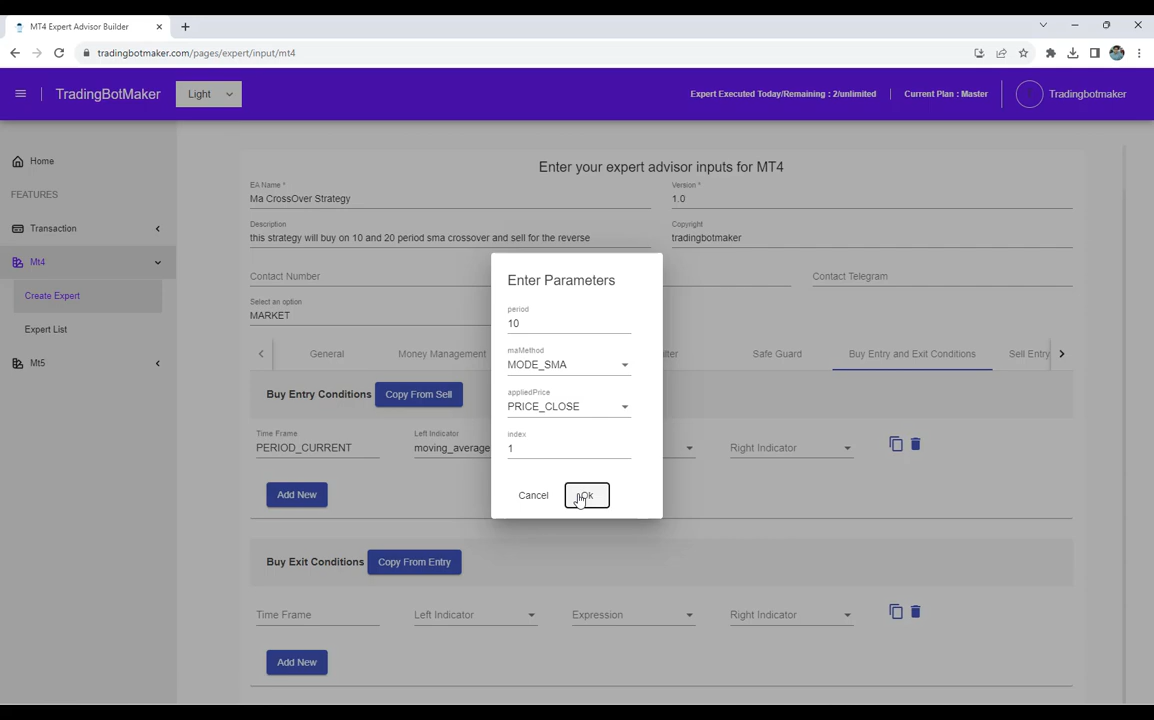 MT4 Expert Advisor Builder
tradingbotmaker.com/pages/expert/input/mt4
TradingBotMaker
Light
Expert Executed Today/Remaining : 2/unlimited
Current Plan : Master
Tradingbotmaker
Home
FEATURES
Transaction
Mt4
Create Expert
Expert List
Mt5
Enter your expert advisor inputs for MT4
EA Name *
Ma CrossOver Strategy
Version *
1.0
Description
this strategy will buy on 10 and 20 period sma crossover and sell for the reverse
Copyright
tradingbotmaker
Contact Number
Contact Telegram
Select an option
MARKET
General
Money Management
Safe Guard
Buy Entry and Exit Conditions
Sell Entry
Buy Entry Conditions
Copy From Sell
Time Frame
PERIOD_CURRENT
Left Indicator
moving_average
Right Indicator
Add New
Buy Exit Conditions
Copy From Entry
Time Frame
Left Indicator
Expression
Right Indicator
Add New
Enter Parameters
period
10
maMethod
MODE_SMA
appliedPrice
PRICE_CLOSE
index
1
Cancel
Ok